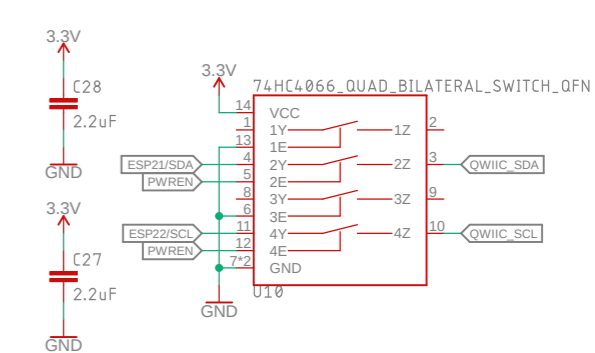 3.3V
C28
2.2uF
GND
3.3V
C27
2.2uF
GND
3.3V
74HC4066_QUAD_BILATERAL_SWITCH_QFN
14 VCC
1 1Y 1Z 2
13 1E
ESP21/SDA 4 2Y 2Z 3 QWIIC_SDA
PWREN 5 2E
8 3Y 3Z 9
6 3E
ESP22/SCL 11 4Y 4Z 10 QWIIC_SCL
PWREN 12 4E
7*2 GND
U10
GND